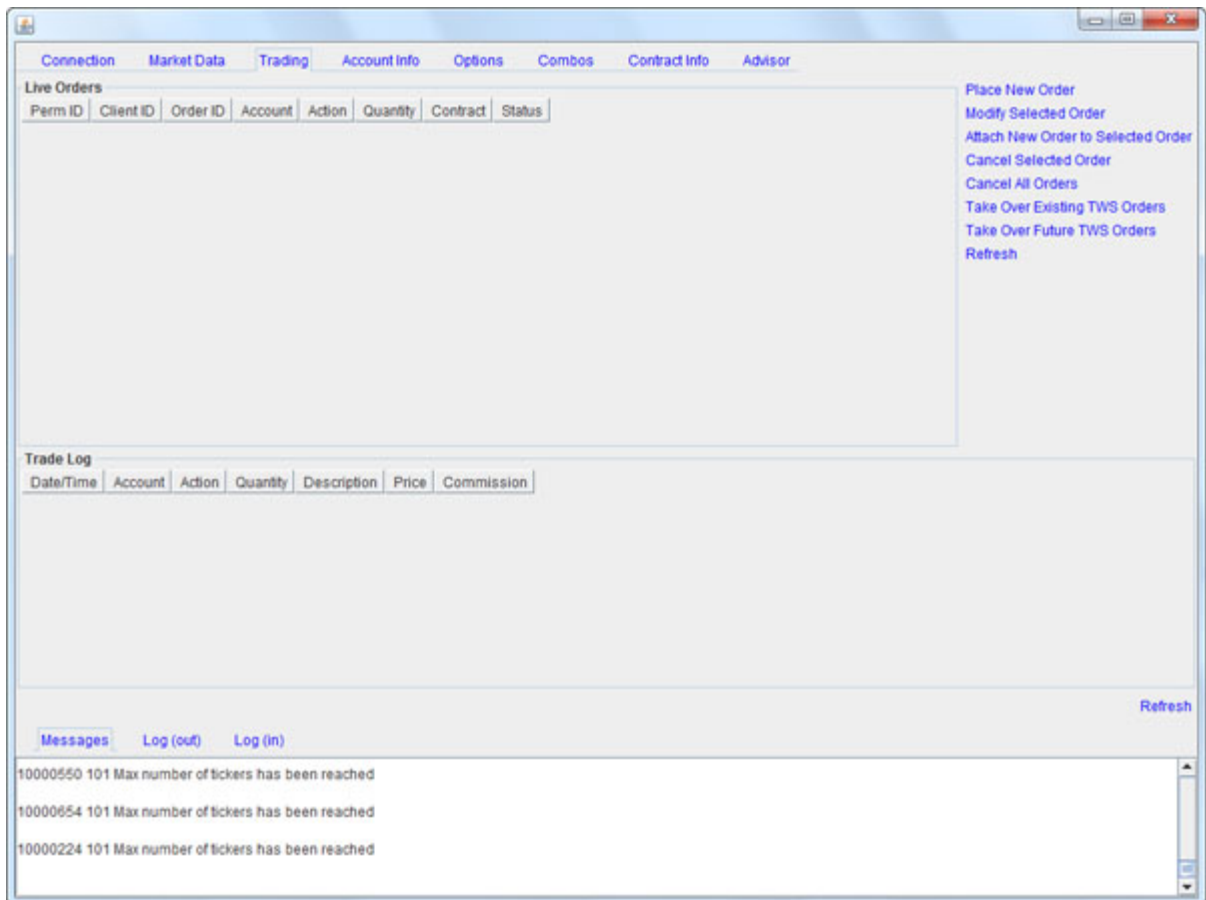 Connection Market Data Trading Account Info Options Combos Contract Info Advisor
Live Orders
Perm ID Client ID Order ID Account Action Quantity Contract Status
Place New Order
Modify Selected Order
Attach New Order to Selected Order
Cancel Selected Order
Cancel All Orders
Take Over Existing TWS Orders
Take Over Future TWS Orders
Refresh
Trade Log
Date/Time Account Action Quantity Description Price Commission
Refresh
Messages Log (out) Log (in)
10000550 101 Max number of tickers has been reached
10000654 101 Max number of tickers has been reached
10000224 101 Max number of tickers has been reached